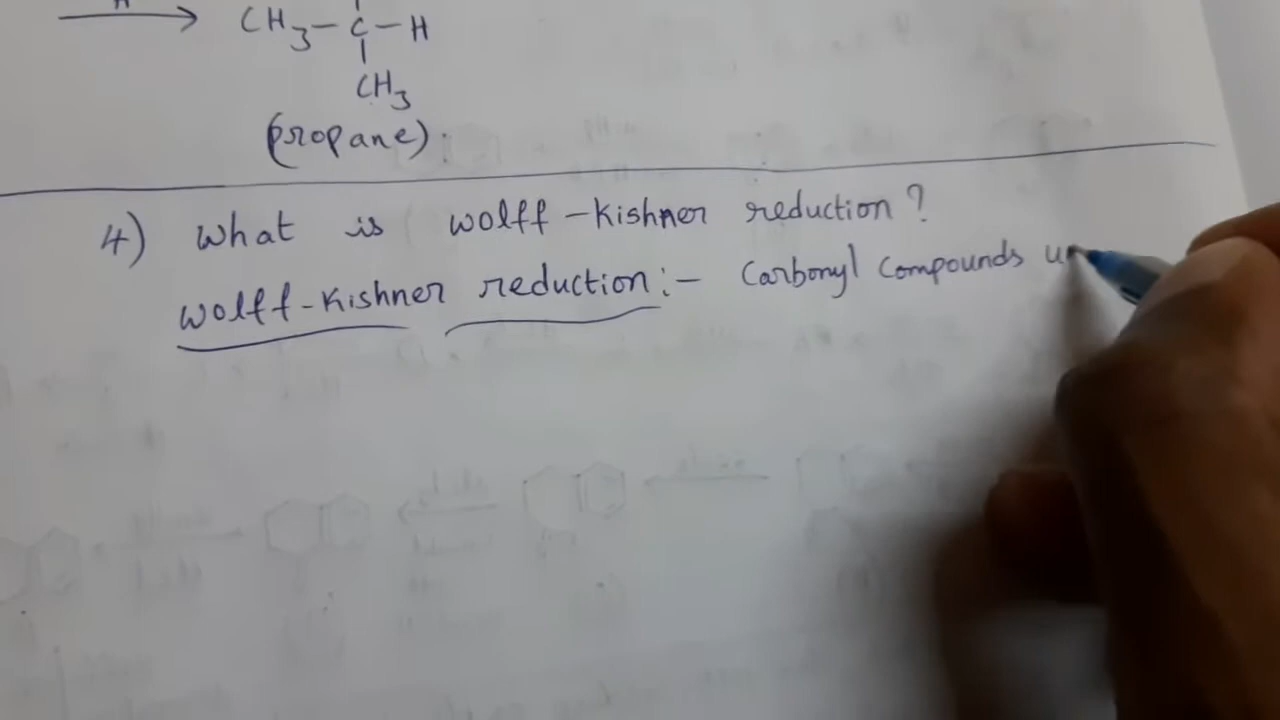 H
CH3-C-H
CH3
(propane).
4) What is wolff-kishner reduction?
wolff-kishner reduction:- Carbonyl compounds